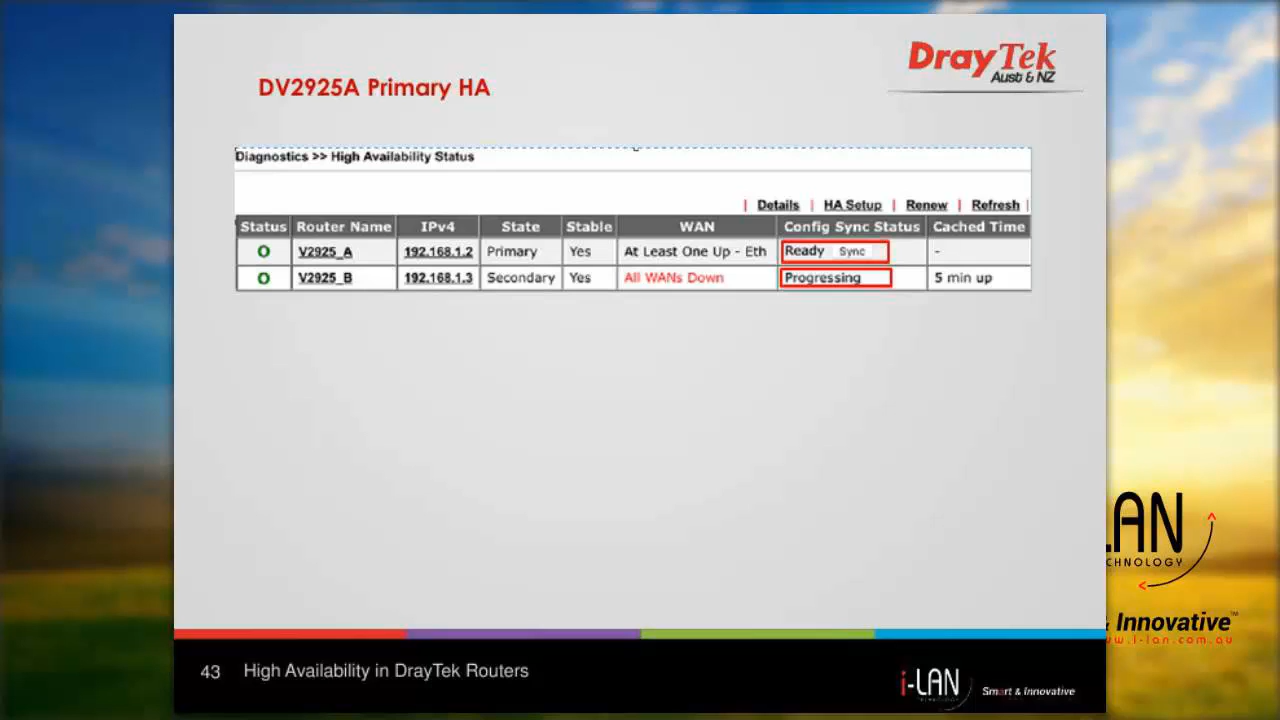 DrayTek
Aust & NZ
DV2925A Primary HA
Diagnostics >> High Availability Status
| Details | HA Setup | Renew | Refresh |
Status Router Name IPv4 State Stable WAN Config Sync Status Cached Time
O V2925_A 192.168.1.2 Primary Yes At Least One Up - Eth Ready Sync -
O V2925_B 192.168.1.3 Secondary Yes All WANs Down Progressing 5 min up
LAN
CHNOLOGY
& Innovative™
ww.i-lan.com.au
43 High Availability in DrayTek Routers
i-LAN
TECHNOLOGY
Smart & Innovative